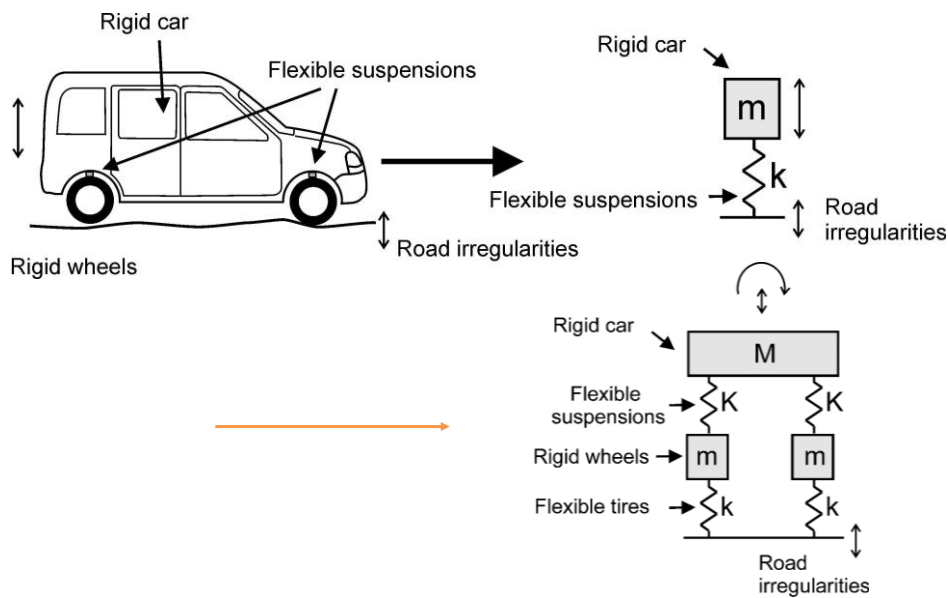 Rigid car
Flexible suspensions
Rigid wheels
Road irregularities
Rigid car
m
k
Flexible suspensions
Road
irregularities
Rigid car
M
Flexible
suspensions
K
K
Rigid wheels
m
m
Flexible tires
k
k
Road
irregularities